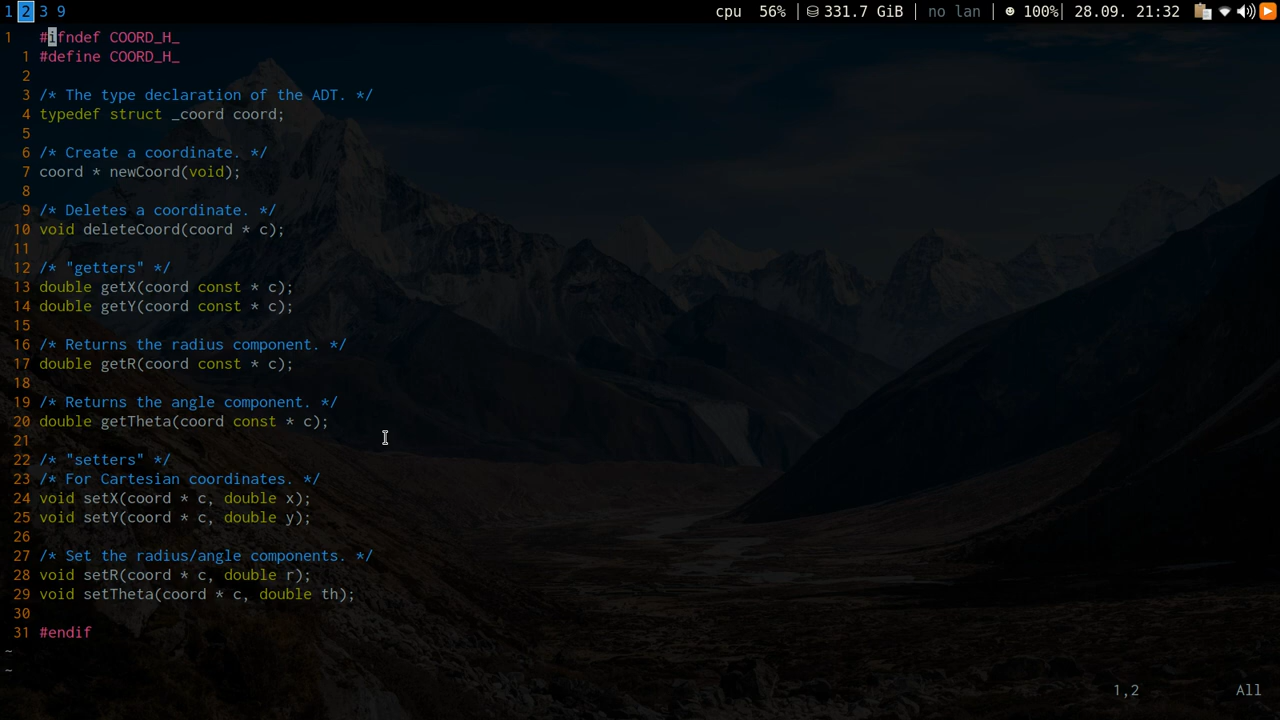 1 2 3 9 cpu 56% | 331.7 GiB | no lan | 100% | 28.09. 21:32
1 #ifndef COORD_H_
1 #define COORD_H_
2
3 /* The type declaration of the ADT. */
4 typedef struct _coord coord;
5
6 /* Create a coordinate. */
7 coord * newCoord(void);
8
9 /* Deletes a coordinate. */
10 void deleteCoord(coord * c);
11
12 /* "getters" */
13 double getX(coord const * c);
14 double getY(coord const * c);
15
16 /* Returns the radius component. */
17 double getR(coord const * c);
18
19 /* Returns the angle component. */
20 double getTheta(coord const * c);
21
22 /* "setters" */
23 /* For Cartesian coordinates. */
24 void setX(coord * c, double x);
25 void setY(coord * c, double y);
26
27 /* Set the radius/angle components. */
28 void setR(coord * c, double r);
29 void setTheta(coord * c, double th);
30
31 #endif
~
~
1,2 All